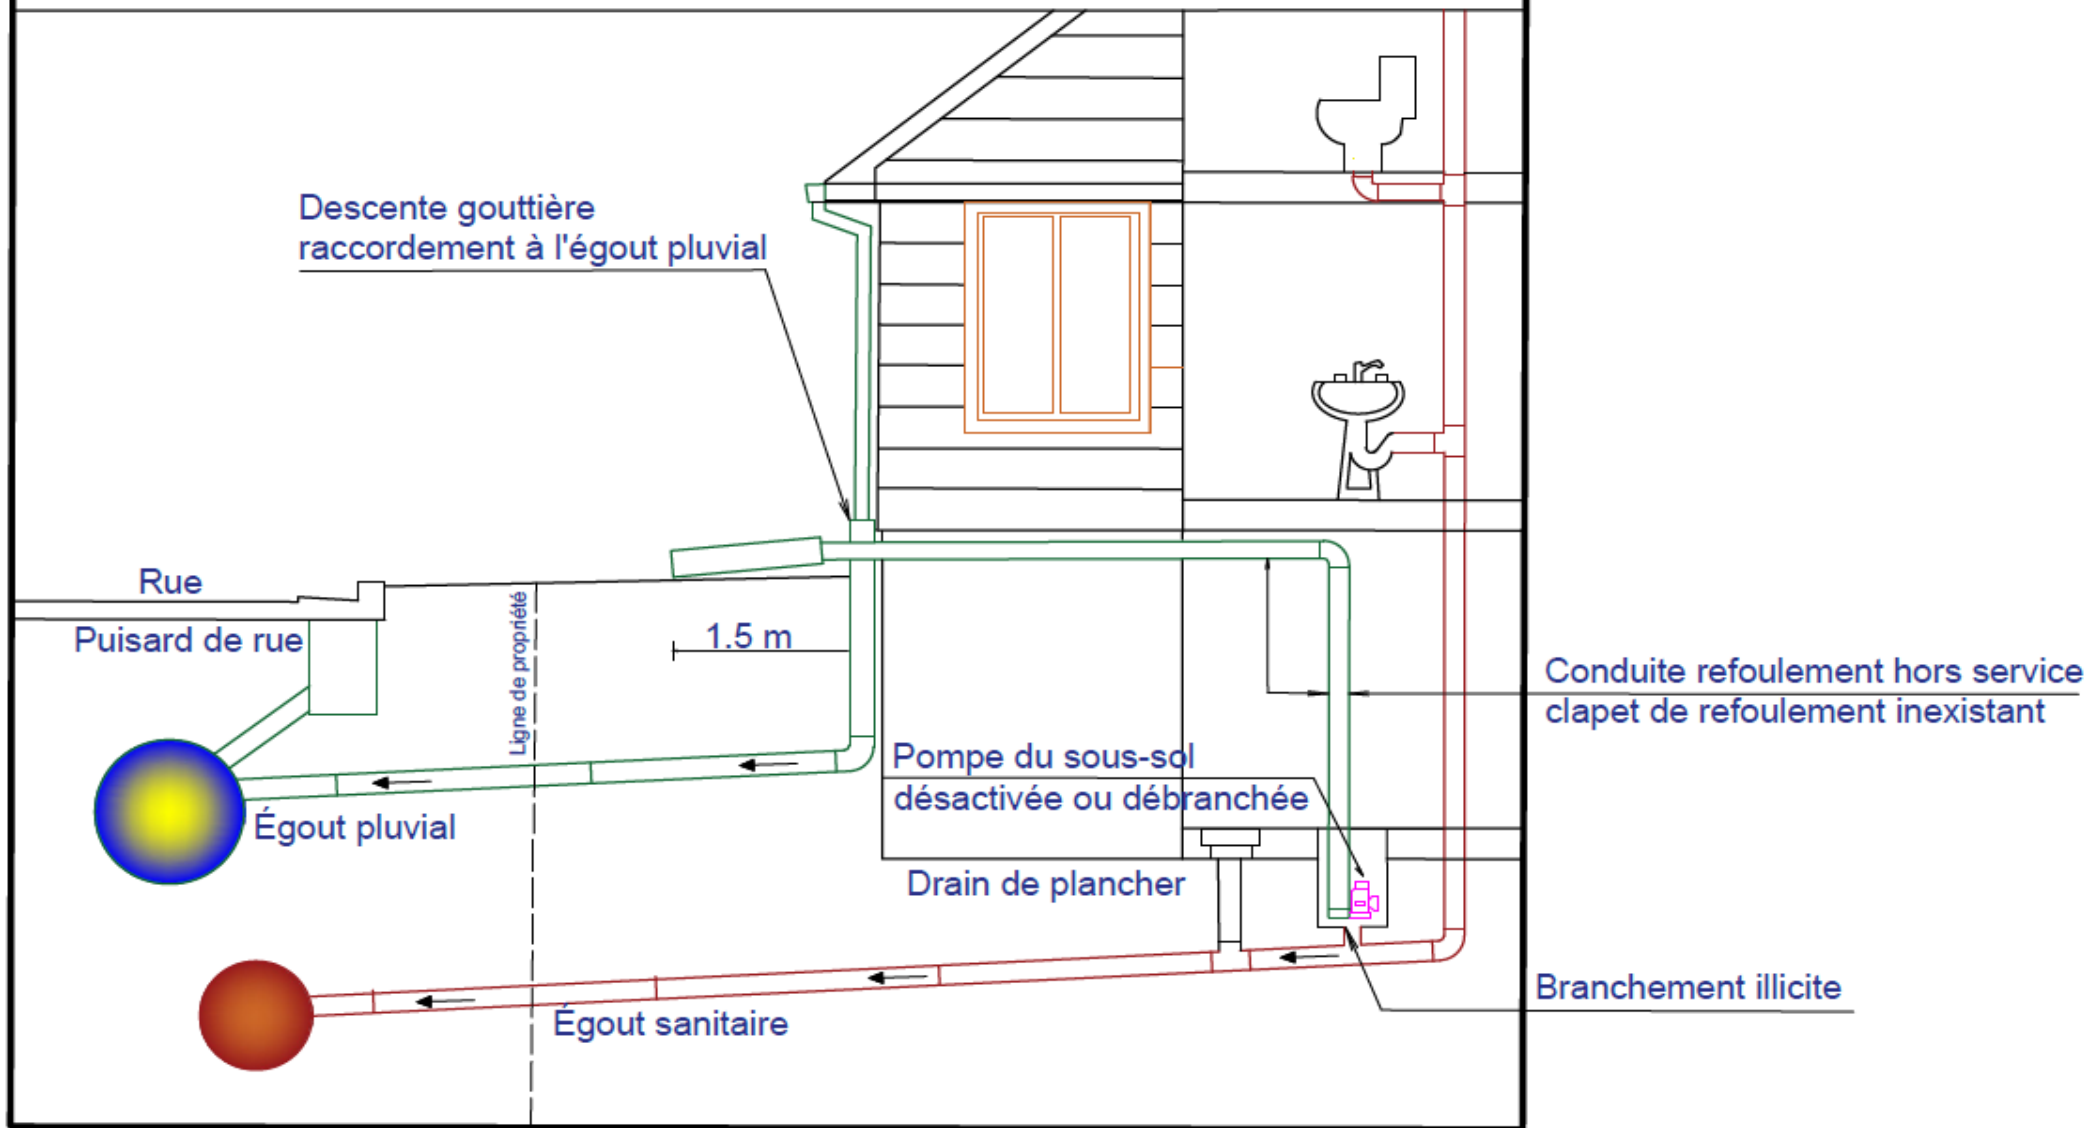 Descente gouttière
raccordement à l'égout pluvial
Rue
Puisard de rue
Ligne de propriété
1.5 m
Conduite refoulement hors service
clapet de refoulement inexistant
Pompe du sous-sol
désactivée ou débranchée
Égout pluvial
Drain de plancher
Branchement illicite
Égout sanitaire